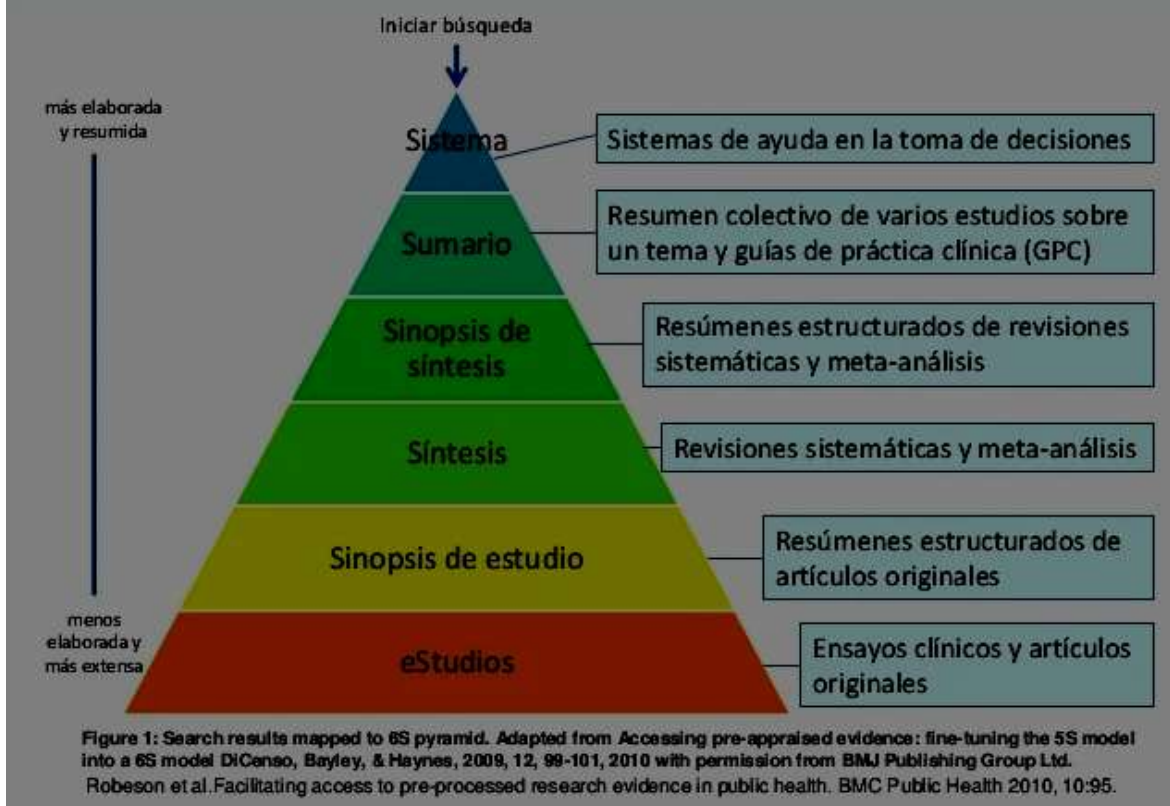 Iniciar búsqueda
más elaborada
y resumida
Sistema
Sistemas de ayuda en la toma de decisiones
Sumario
Resumen colectivo de varios estudios sobre
un tema y guías de práctica clínica (GPC)
Sinopsis de
síntesis
Resúmenes estructurados de revisiones
sistemáticas y meta-análisis
Síntesis
Revisiones sistemáticas y meta-análisis
Sinopsis de estudio
Resúmenes estructurados de
artículos originales
menos
elaborada y
más extensa
eStudios
Ensayos clínicos y artículos
originales
Figure 1: Search results mapped to 6S pyramid. Adapted from Accessing pre-appraised evidence: fine-tuning the 5S model
into a 6S model DiCenso, Bayley, & Haynes, 2009, 12, 99-101, 2010 with permission from BMJ Publishing Group Ltd.
Robeson et al.Facilitating access to pre-processed research evidence in public health. BMC Public Health 2010, 10:95.